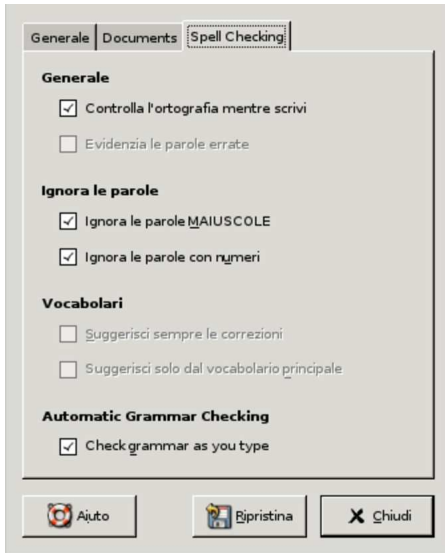 Generale Documents Spell Checking
Generale
Controlla l'ortografia mentre scrivi
Evidenzia le parole errate
Ignora le parole
Ignora le parole MAIUSCOLE
Ignora le parole con numeri
Vocabolari
Suggerisci sempre le correzioni
Suggerisci solo dal vocabolario principale
Automatic Grammar Checking
Check grammar as you type
Aiuto Ripristina Chiudi